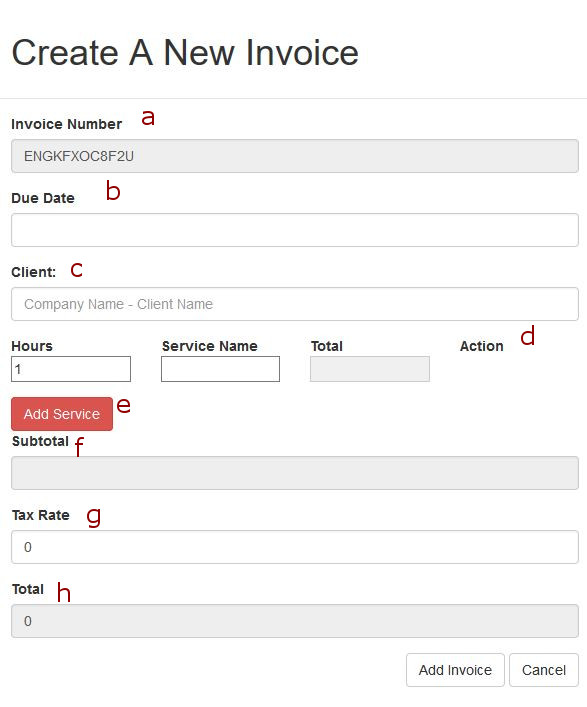 Create A New Invoice
Invoice Number a
ENGKFXOC8F2U
Due Date b
Client: c
Company Name - Client Name
Hours Service Name Total Action d
1
Add Service e
Subtotal f
Tax Rate g
0
Total h
0
Add Invoice Cancel